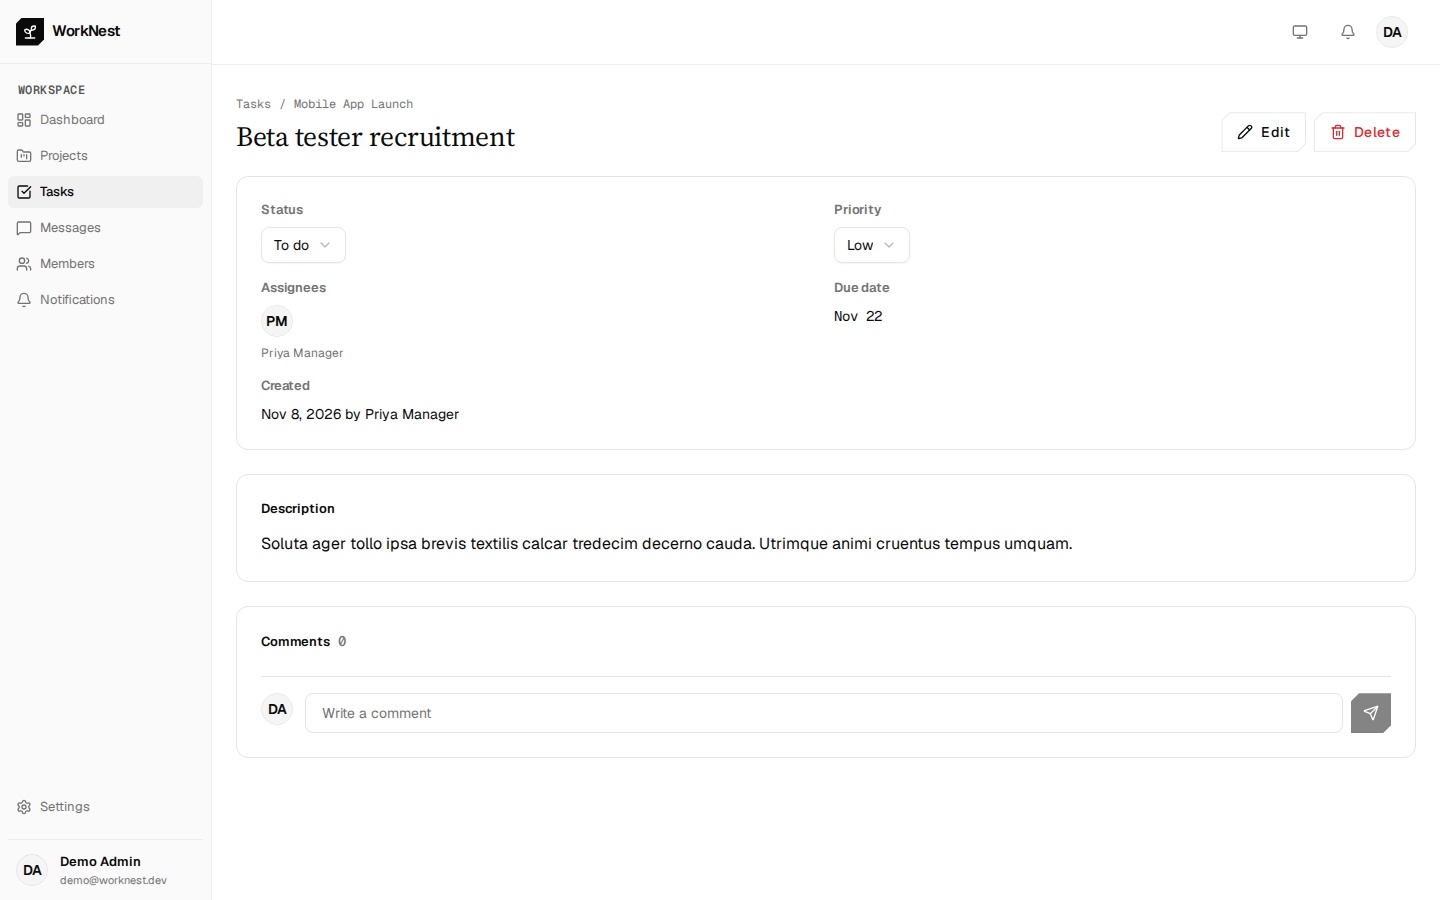 WorkNest
WORKSPACE
Dashboard
Projects
Tasks
Messages
Members
Notifications
Settings
DA
Demo Admin
demo@worknest.dev
DA
Tasks / Mobile App Launch
Beta tester recruitment
Edit
Delete
Status
To do
Priority
Low
Assignees
PM
Priya Manager
Due date
Nov 22
Created
Nov 8, 2026 by Priya Manager
Description
Soluta ager tollo ipsa brevis textilis calcar tredecim decerno cauda. Utrimque animi cruentus tempus umquam.
Comments 0
DA
Write a comment